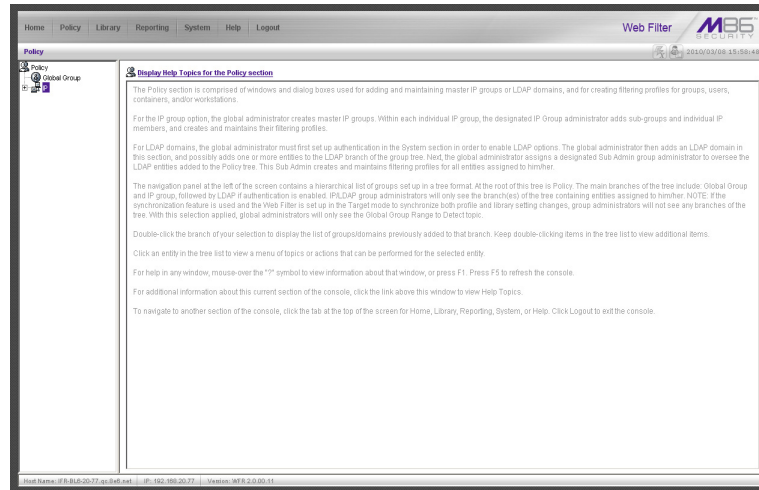 Home Policy Library Reporting System Help Logout
Web Filter
M86 SECURITY
Policy
2010/03/08 15:58:48
Policy
Global Group
IP
Display Help Topics for the Policy section
The Policy section is comprised of windows and dialog boxes used for adding and maintaining master IP groups or LDAP domains, and for creating filtering profiles for groups, users,
containers, and/or workstations.
For the IP group option, the global administrator creates master IP groups. Within each individual IP group, the designated IP Group administrator adds sub-groups and individual IP
members, and creates and maintains their filtering profiles.
For LDAP domains, the global administrator must first set up authentication in the System section in order to enable LDAP options. The global administrator then adds an LDAP domain in
this section, and possibly adds one or more entities to the LDAP branch of the group tree. Next, the global administrator assigns a designated Sub Admin group administrator to oversee the
LDAP entities added to the Policy tree. This Sub Admin creates and maintains filtering profiles for all entities assigned to him/her.
The navigation panel at the left of the screen contains a hierarchical list of groups set up in a tree format. At the root of this tree is Policy. The main branches of the tree include: Global Group
and IP group, followed by LDAP if authentication is enabled. IP/LDAP group administrators will only see the branch(es) of the tree containing entities assigned to him/her. NOTE: If the
synchronization feature is used and the Web Filter is set up in the Target mode to synchronize both profile and library setting changes, group administrators will not see any branches of the
tree. With this selection applied, global administrators will only see the Global Group Range to Detect topic.
Double-click the branch of your selection to display the list of groups/domains previously added to that branch. Keep double-clicking items in the tree list to view additional items.
Click an entity in the tree list to view a menu of topics or actions that can be performed for the selected entity.
For help in any window, mouse-over the "?" symbol to view information about that window, or press F1. Press F5 to refresh the console.
For additional information about this current section of the console, click the link above this window to view Help Topics.
To navigate to another section of the console, click the tab at the top of the screen for Home, Library, Reporting, System, or Help. Click Logout to exit the console.
IP: 192.168.20.77 Version: WFR 2.0.00.11